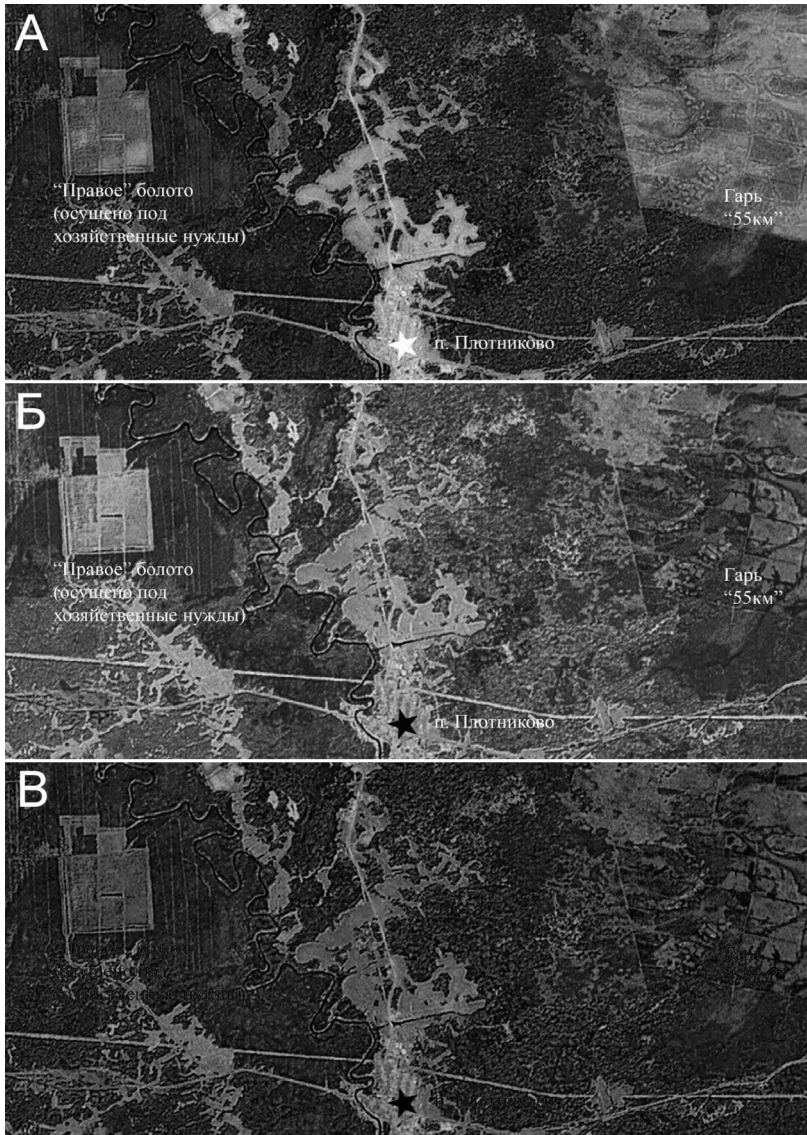 А
“Правое” болото
(осушено под
хозяйственные нужды)
Гарь
“55км”
п. Плотниково
Б
“Правое” болото
(осушено под
хозяйственные нужды)
Гарь
“55км”
п. Плотниково
В